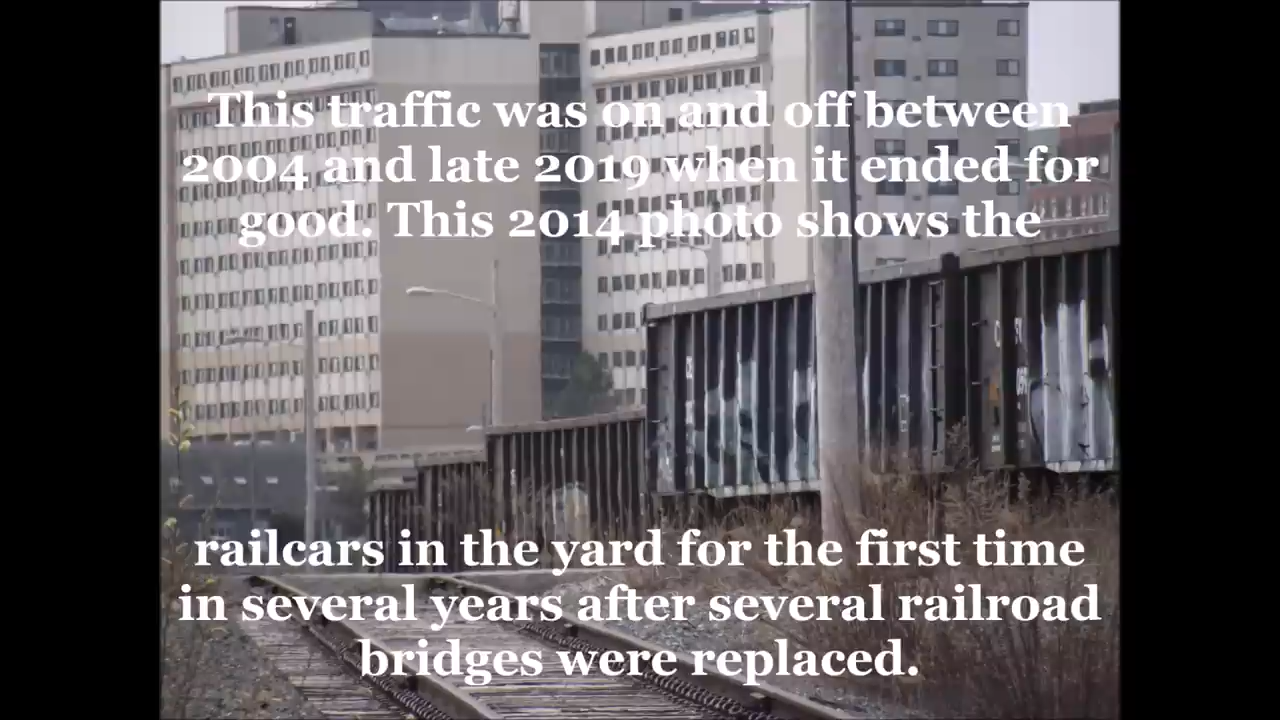 This traffic was on and off between
2004 and late 2019 when it ended for
good. This 2014 photo shows the
railcars in the yard for the first time
in several years after several railroad
bridges were replaced.